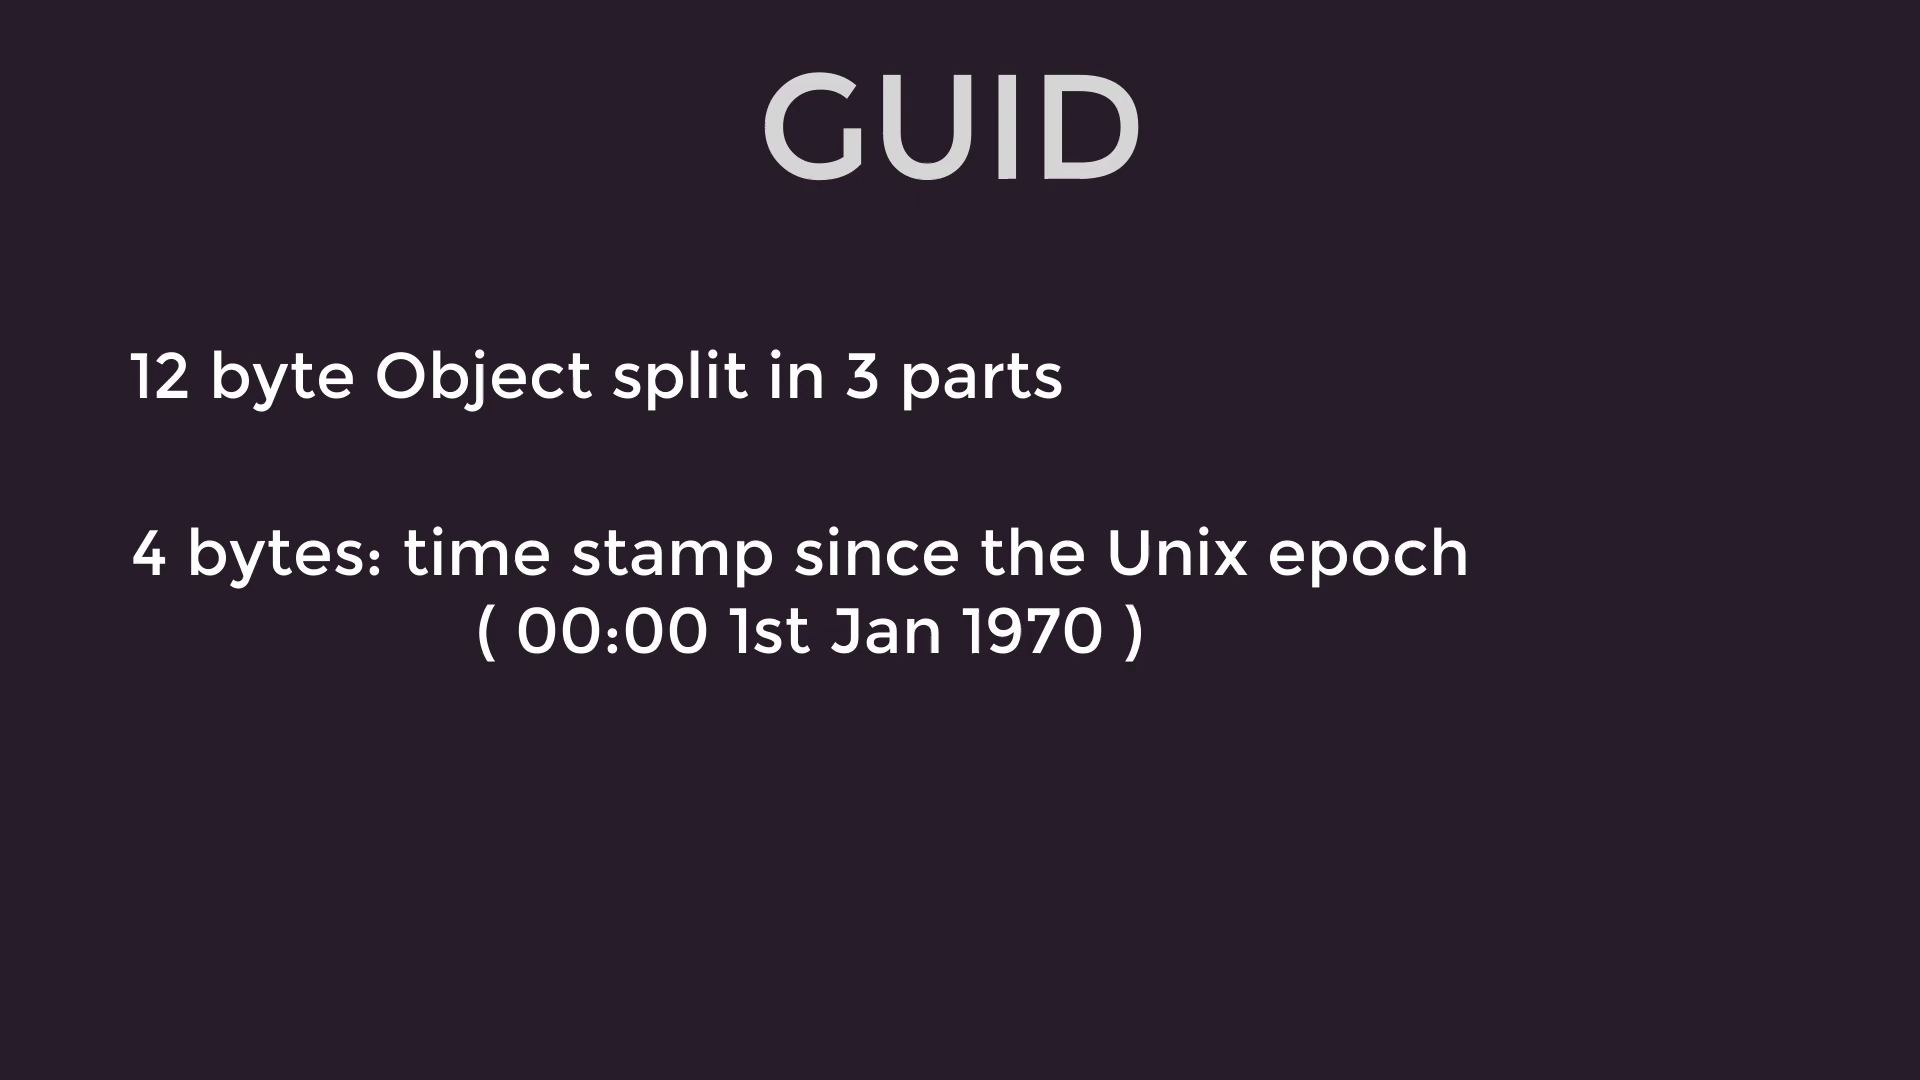 GUID
12 byte Object split in 3 parts
4 bytes: time stamp since the Unix epoch
( 00:00 1st Jan 1970 )